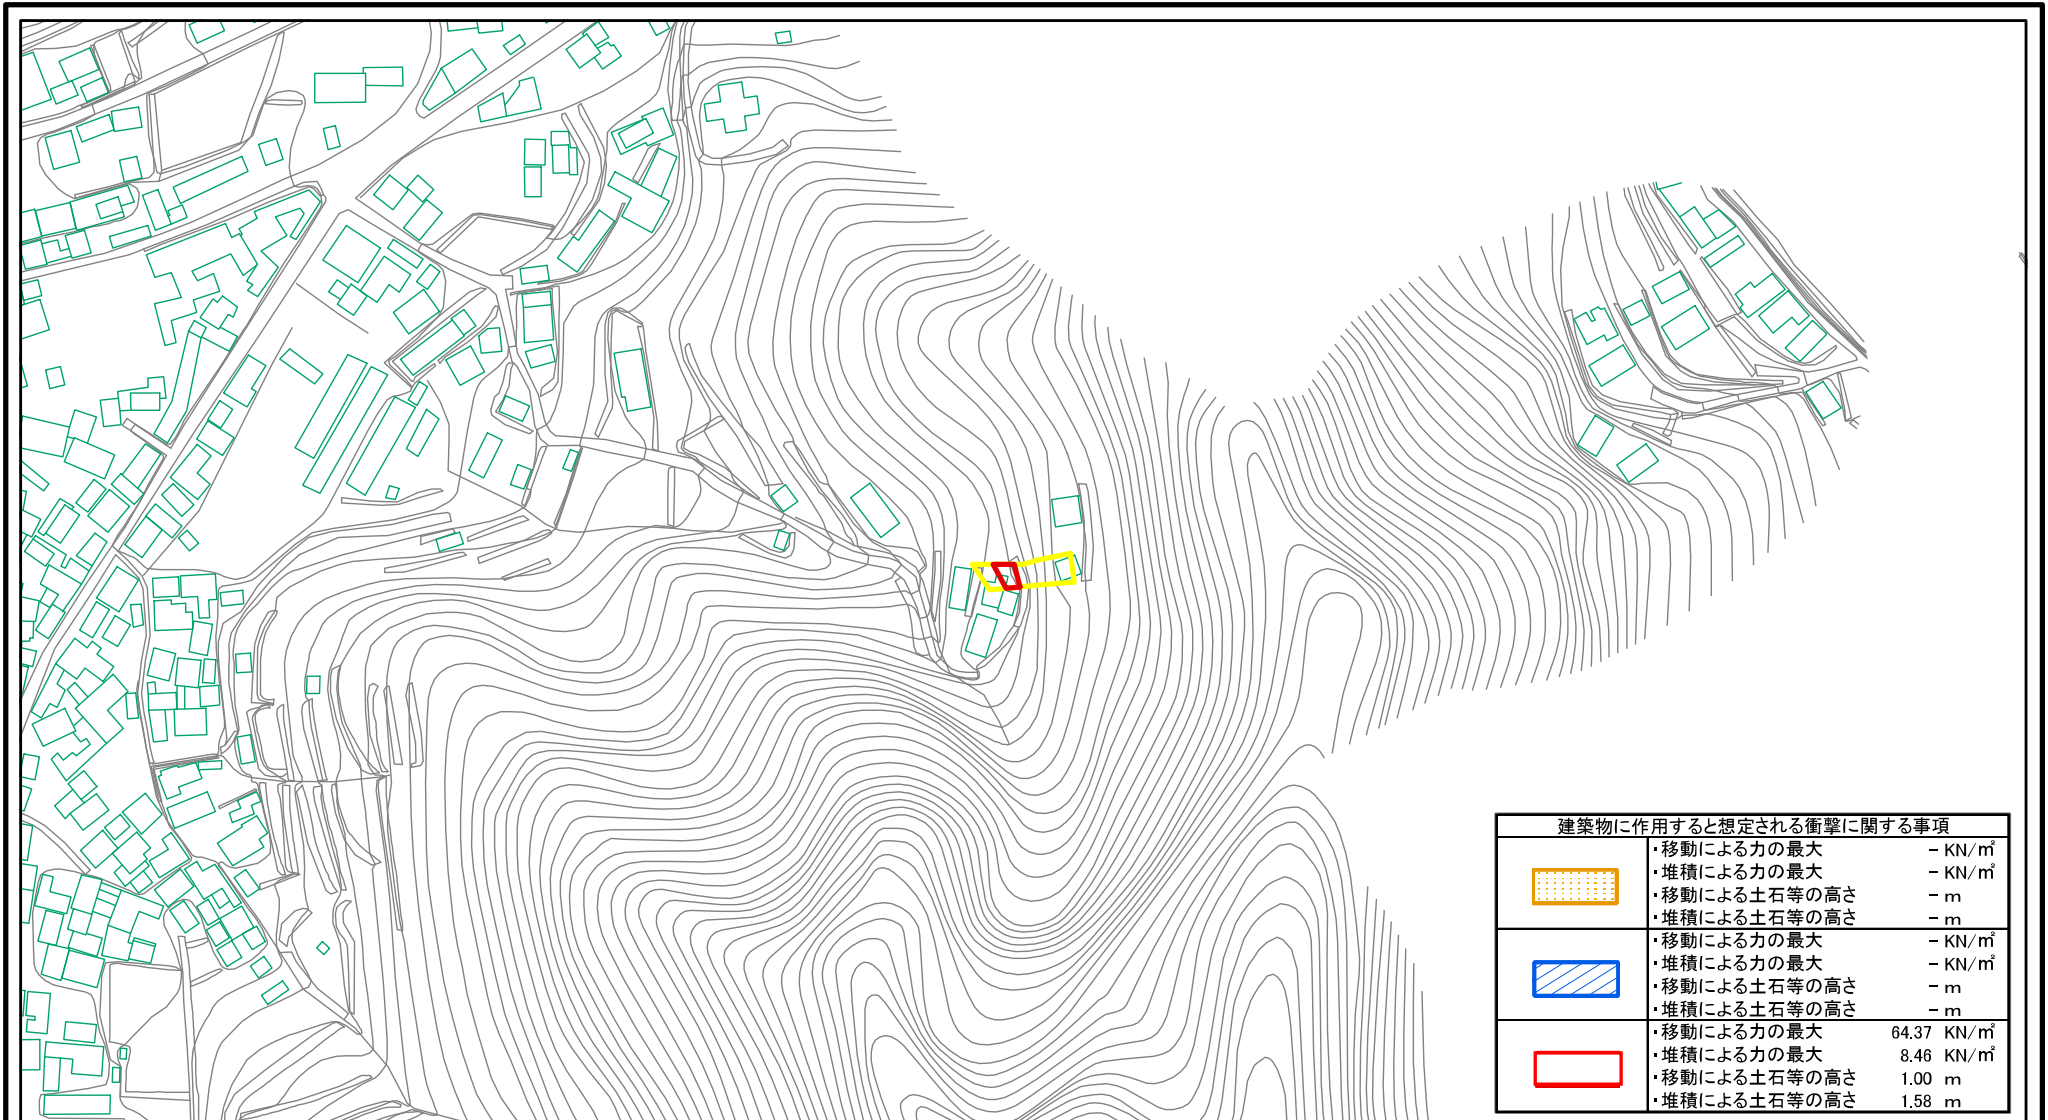 建築物に作用すると想定される衝撃に関する事項
・移動による力の最大 － KN/㎡
・堆積による力の最大 － KN/㎡
・移動による土石等の高さ － m
・堆積による土石等の高さ － m
・移動による力の最大 － KN/㎡
・堆積による力の最大 － KN/㎡
・移動による土石等の高さ － m
・堆積による土石等の高さ － m
・移動による力の最大 64.37 KN/㎡
・堆積による力の最大 8.46 KN/㎡
・移動による土石等の高さ 1.00 m
・堆積による土石等の高さ 1.58 m